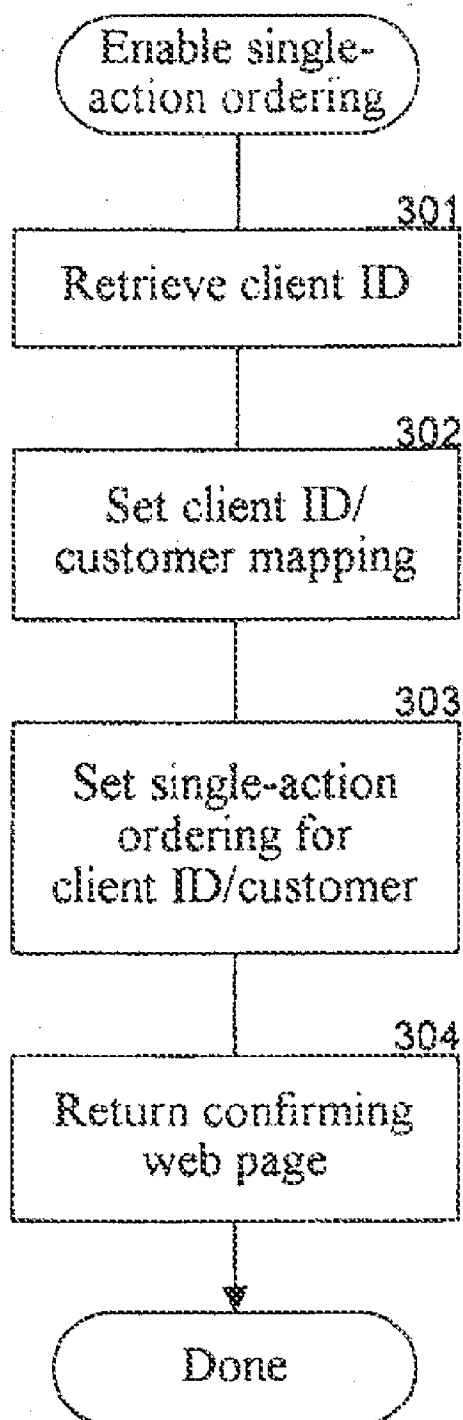 Enable single-
action ordering
301
Retrieve client ID
302
Set client ID/
customer mapping
303
Set single-action
ordering for
client ID/customer
304
Return confirming
web page
Done